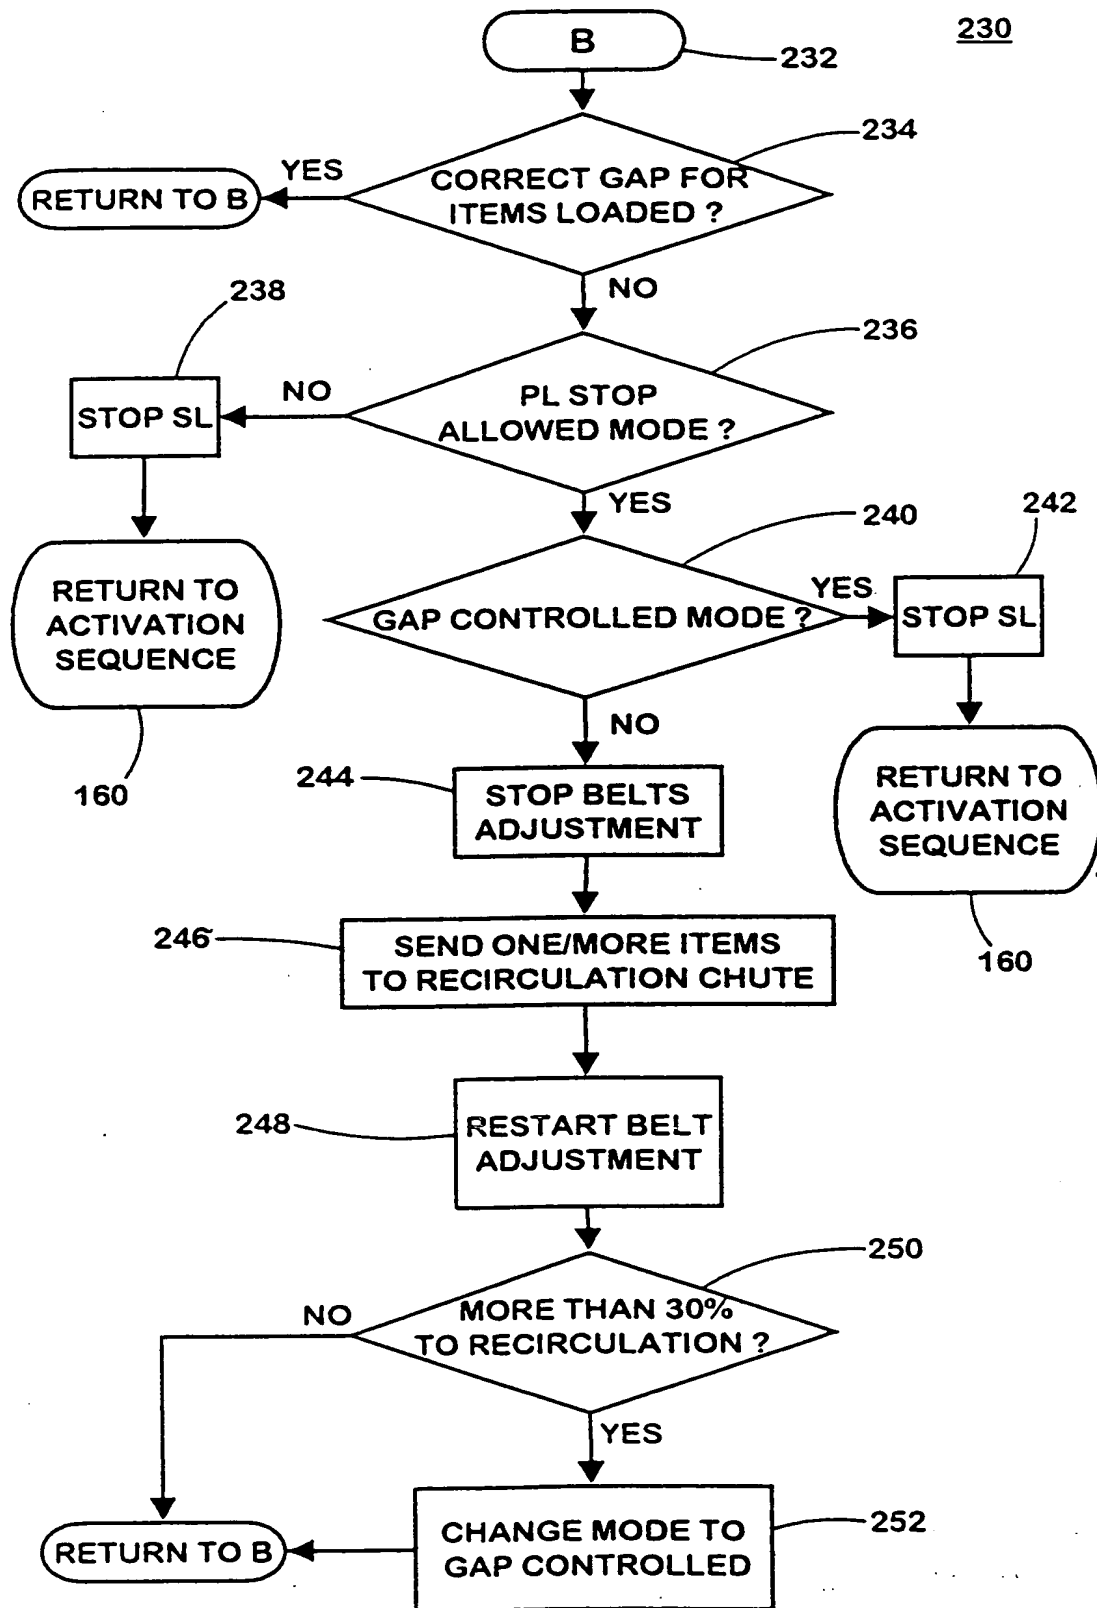 230
B
232
234
YES
CORRECT GAP FOR
ITEMS LOADED ?
RETURN TO B
NO
238
236
NO
PL STOP
ALLOWED MODE ?
STOP SL
YES
240
242
RETURN TO
ACTIVATION
SEQUENCE
GAP CONTROLLED MODE ?
YES
STOP SL
NO
160
244
STOP BELTS
ADJUSTMENT
RETURN TO
ACTIVATION
SEQUENCE
246
SEND ONE/MORE ITEMS
TO RECIRCULATION CHUTE
160
248
RESTART BELT
ADJUSTMENT
250
NO
MORE THAN 30%
TO RECIRCULATION ?
YES
252
CHANGE MODE TO
GAP CONTROLLED
RETURN TO B